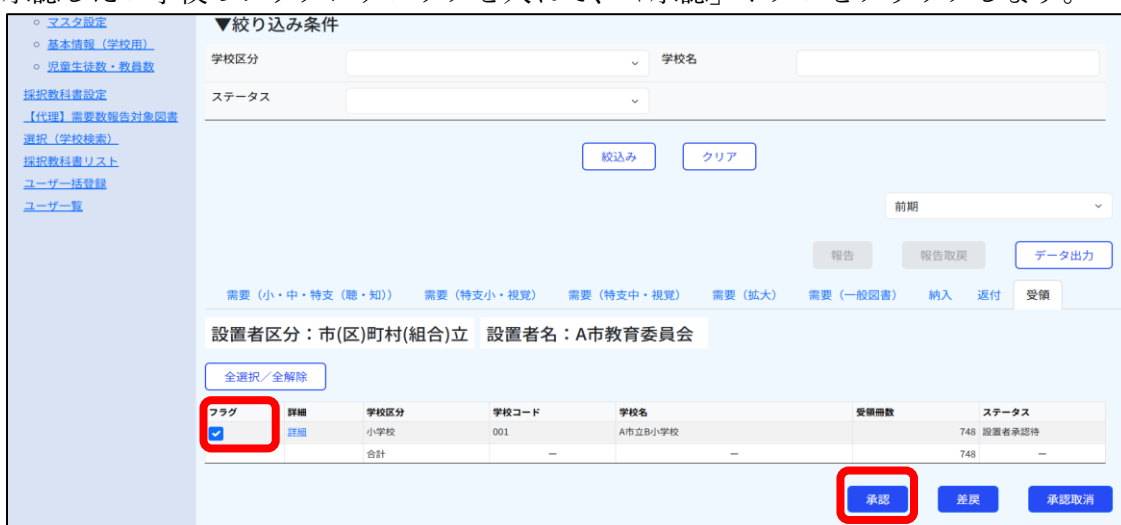 マスタ設定
基本情報（学校用）
児童生徒数・教員数
採択教科書設定
【代理】需要数報告対象図書
選択（学校検索）
採択教科書リスト
ユーザ一括登録
ユーザ一覧
▼絞り込み条件
学校区分 学校名
ステータス
絞込み クリア
前期
報告 報告取戻 データ出力
需要（小・中・特支（聴・知）） 需要（特支小・視覚） 需要（特支中・視覚） 需要（拡大） 需要（一般図書） 納入 返付 受領
設置者区分：市(区)町村(組合)立 設置者名：A市教育委員会
全選択／全解除
フラグ 詳細 学校区分 学校コード 学校名 受領冊数 ステータス
詳細 小学校 001 A市立B小学校 748 設置者承認待
合計 － － 748 －
承認 差戻 承認取消